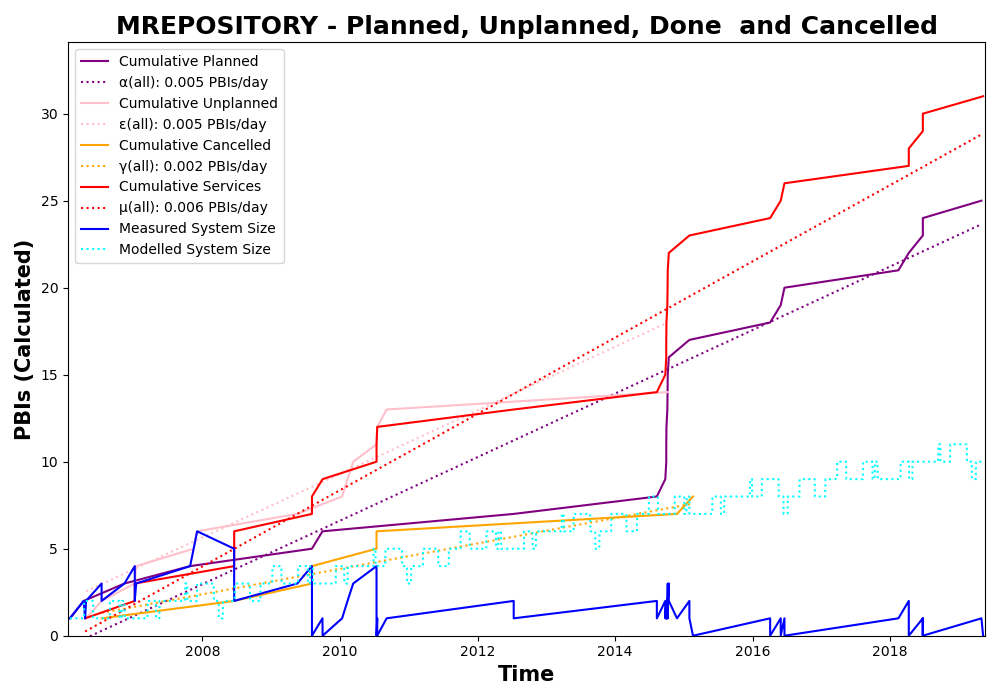 MREPOSITORY - Planned, Unplanned, Done  and Cancelled
Cumulative Planned
α(all): 0.005 PBIs/day
Cumulative Unplanned
ε(all): 0.005 PBIs/day
Cumulative Cancelled
γ(all): 0.002 PBIs/day
Cumulative Services
μ(all): 0.006 PBIs/day
Measured System Size
Modelled System Size
PBIs (Calculated)
30
25
20
15
10
5
0
2008 2010 2012 2014 2016 2018
Time